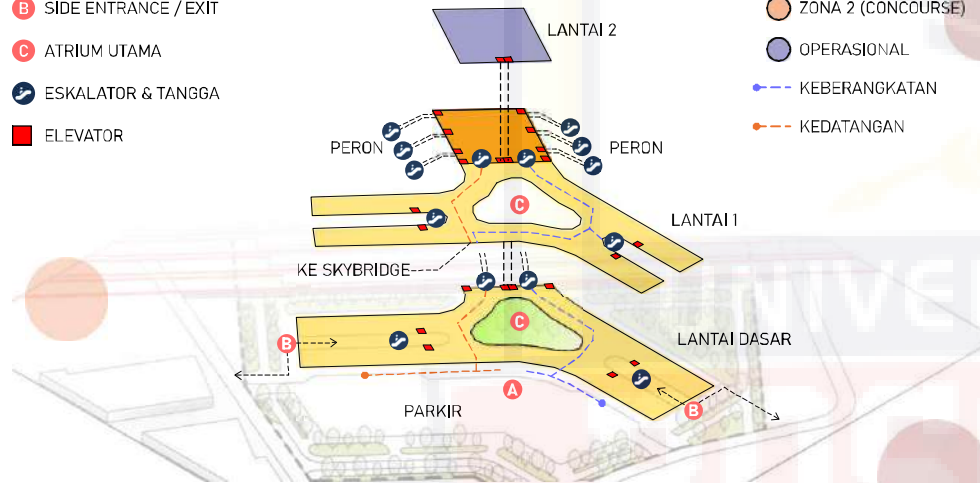 B SIDE ENTRANCE / EXIT
C ATRIUM UTAMA
ESKALATOR & TANGGA
ELEVATOR
ZONA 2 (CONCOURSE)
OPERASIONAL
KEBERANGKATAN
KEDATANGAN
LANTAI 2
PERON
PERON
C
LANTAI 1
KE SKYBRIDGE
C
LANTAI DASAR
B
A
B
PARKIR
UNIVE